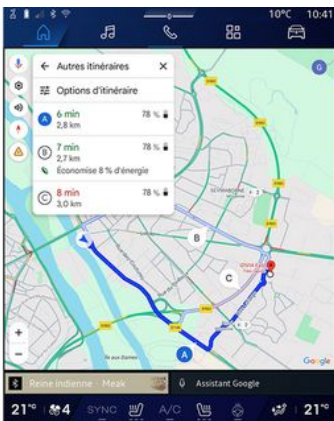 10°C 10:41
← Autres itinéraires ×
Options d'itinéraire
G
A 6 min 78 %
2,8 km
B 7 min 78 %
2,7 km
Économise 8 % d'énergie
C 8 min 78 %
3,0 km
B
C
A
+
−
Google
Reine indienne · Meak
Assistant Google
21°C 4 SYNC A/C 21°C